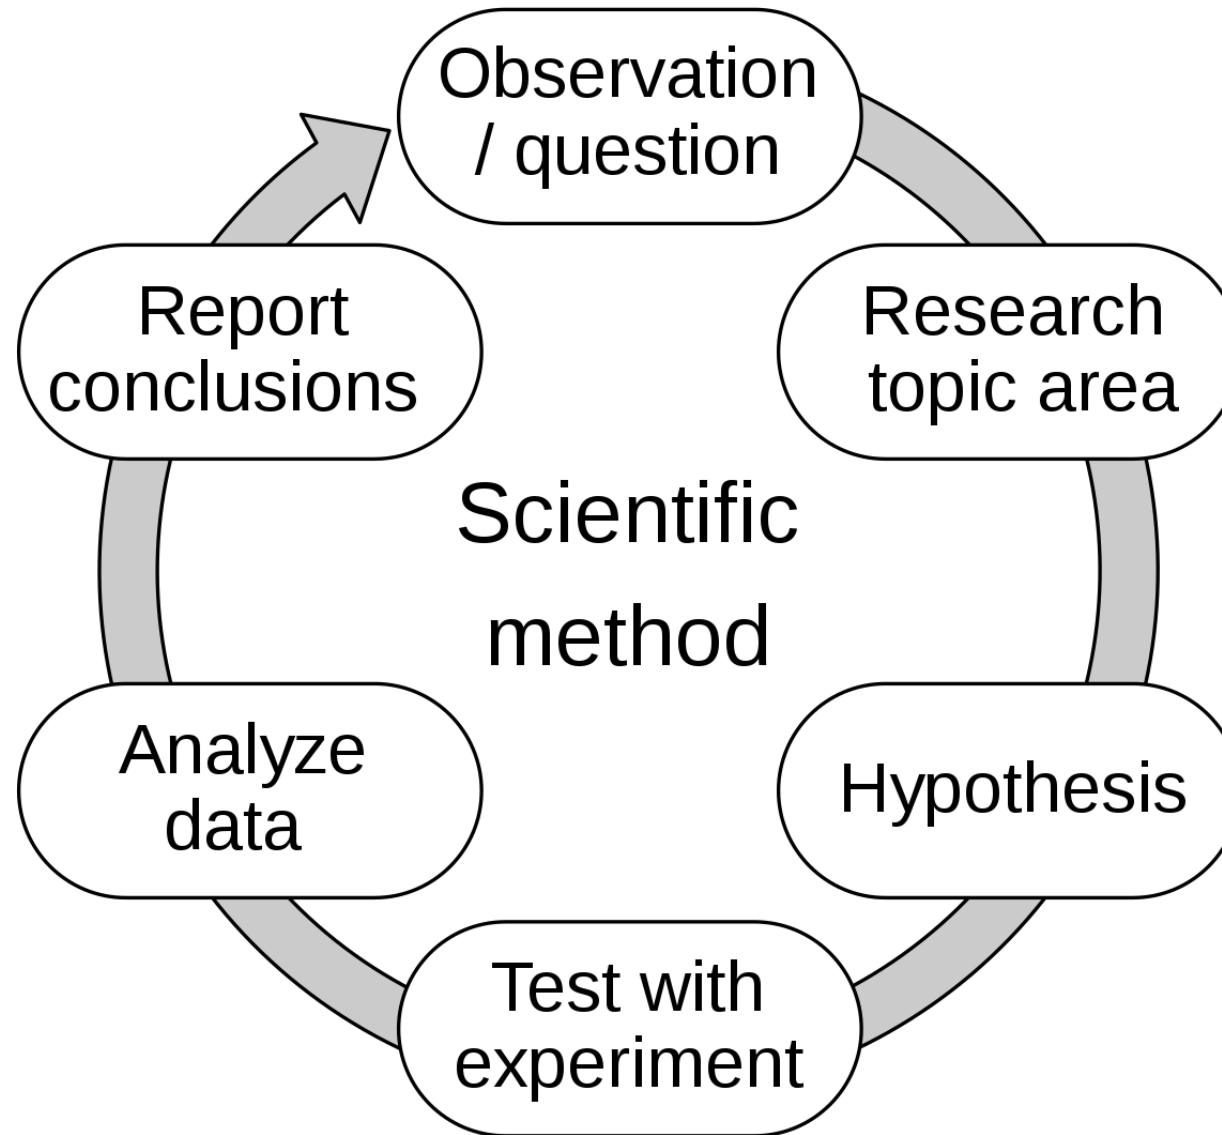 Observation
/ question
Research
topic area
Hypothesis
Test with
experiment
Analyze
data
Report
conclusions
Scientific
method